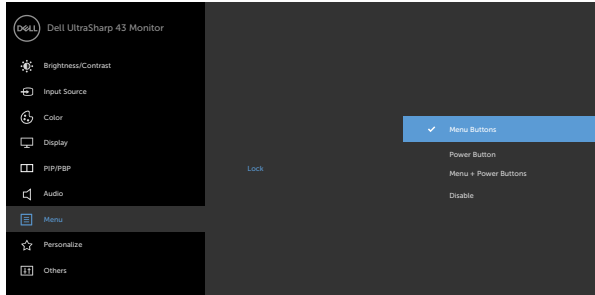 DELL
Dell UltraSharp 43 Monitor
Brightness/Contrast
Input Source
Color
Display
PIP/PBP
Audio
Menu
Personalize
Others
Lock
Menu Buttons
Power Button
Menu + Power Buttons
Disable